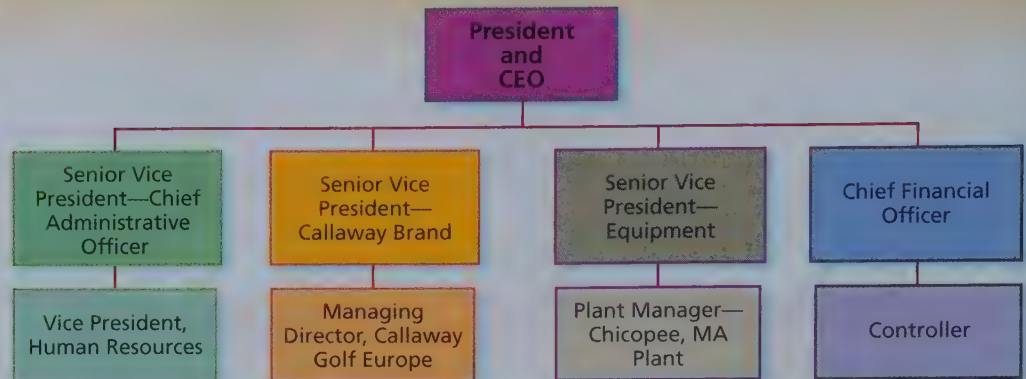 President
and
CEO
Senior Vice
President—Chief
Administrative
Officer
Senior Vice
President—
Callaway Brand
Senior Vice
President—
Equipment
Chief Financial
Officer
Vice President,
Human Resources
Managing
Director, Callaway
Golf Europe
Plant Manager—
Chicopee, MA
Plant
Controller